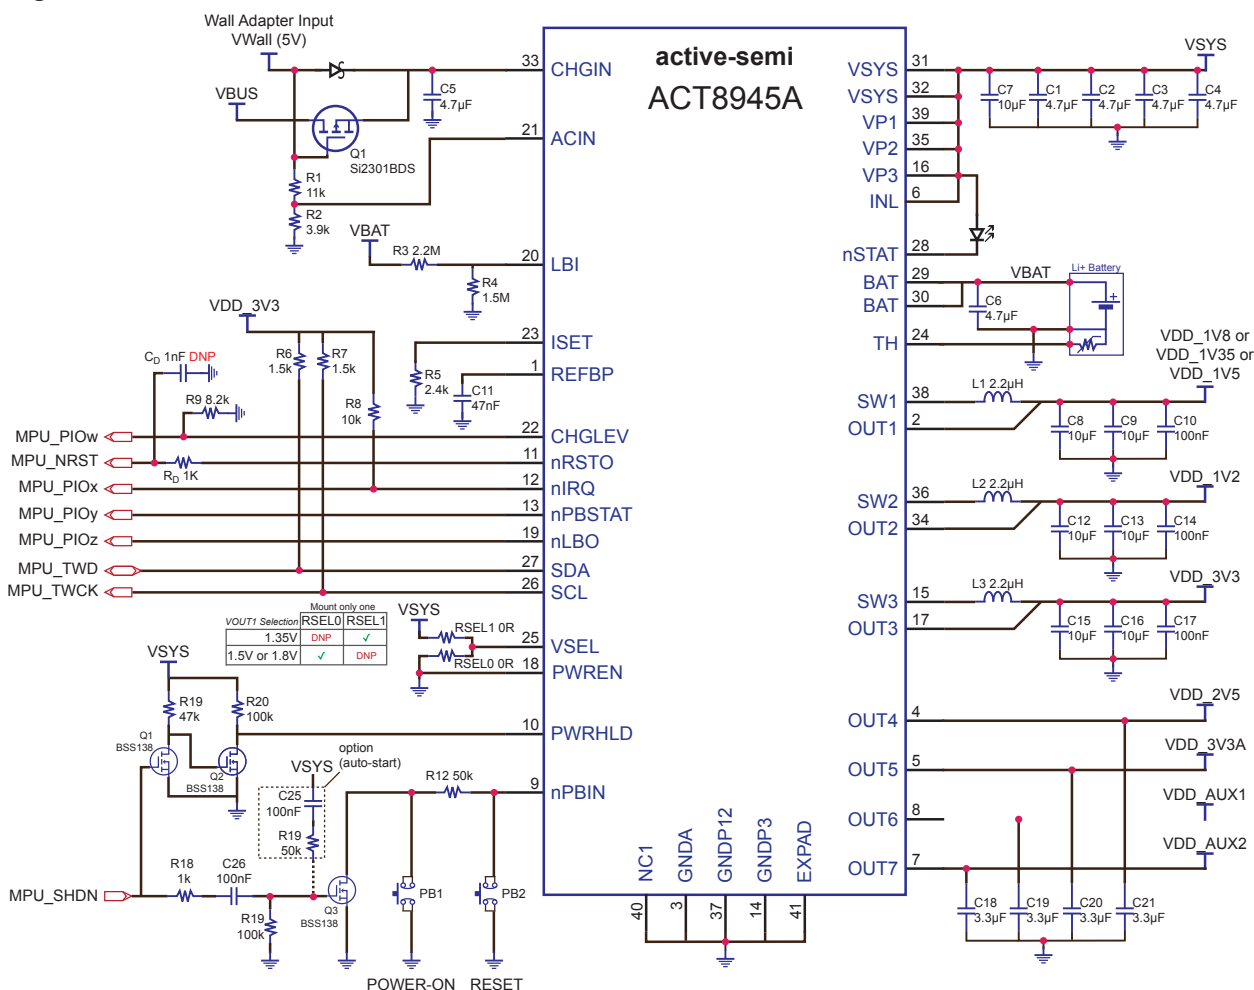 Wall Adapter Input
VWall (5V)
VBUS
C5
4.7µF
Q1
Si2301BDS
R1
11k
R2
3.9k
VBAT
R3 2.2M
R4
1.5M
VDD_3V3
CD 1nF DNP
R6
1.5k
R7
1.5k
R9 8.2k
R8
10k
R5
2.4k
C11
47nF
MPU_PIOw
MPU_NRST
RD 1K
MPU_PIOx
MPU_PIOy
MPU_PIOz
MPU_TWD
MPU_TWCK
Mount only one
VOUT1 Selection RSEL0 RSEL1
1.35V DNP ✓
1.5V or 1.8V ✓ DNP
VSYS
RSEL1 0R
RSEL0 0R
VSYS
R19
47k
R20
100k
Q1
BSS138
Q2
BSS138
option
(auto-start)
VSYS
C25
100nF
R19
50k
R12 50k
R18
1k
C26
100nF
MPU_SHDN
R19
100k
Q3
BSS138
PB1
PB2
POWER-ON RESET
active-semi
ACT8945A
33 CHGIN
21 ACIN
20 LBI
23 ISET
1 REFBP
22 CHGLEV
11 nRSTO
12 nIRQ
13 nPBSTAT
19 nLBO
27 SDA
26 SCL
25 VSEL
18 PWREN
10 PWRHLD
9 nPBIN
NC1 40
GNDA 3
GNDP12 37
GNDP3 14
EXPAD 41
VSYS 31
VSYS 32
VP1 39
VP2 35
VP3 16
INL 6
nSTAT 28
BAT 29
BAT 30
TH 24
SW1 38
OUT1 2
SW2 36
OUT2 34
SW3 15
OUT3 17
OUT4 4
OUT5 5
OUT6 8
OUT7 7
VSYS
C7
10µF
C1
4.7µF
C2
4.7µF
C3
4.7µF
C4
4.7µF
VBAT
Li+ Battery
+
C6
4.7µF
VDD_1V8 or
VDD_1V35 or
VDD_1V5
L1 2.2µH
C8
10µF
C9
10µF
C10
100nF
VDD_1V2
L2 2.2µH
C12
10µF
C13
10µF
C14
100nF
VDD_3V3
L3 2.2µH
C15
10µF
C16
10µF
C17
100nF
VDD_2V5
VDD_3V3A
VDD_AUX1
VDD_AUX2
C18
3.3µF
C19
3.3µF
C20
3.3µF
C21
3.3µF